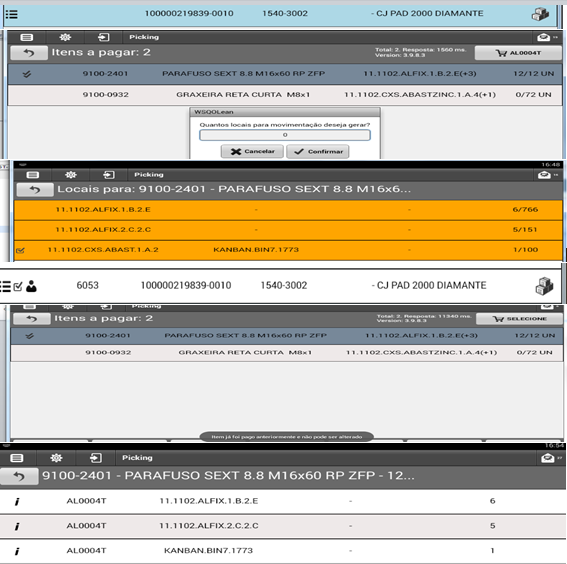 100000219839-0010 1540-3002 - CJ PAD 2000 DIAMANTE
Picking
Itens a pagar: 2 Total: 2. Resposta: 1560 ms. AL0004T
Version: 3.9.8.3
9100-2401 PARAFUSO SEXT 8.8 M16x60 RP ZFP 11.1102.ALFIX.1.B.2.E(+3) 12/12 UN
9100-0932 GRAXEIRA RETA CURTA M8x1 11.1102.CXS.ABASTZINC.1.A.4(+1) 0/72 UN
WSQOLean
Quantos locais para movimentação deseja gerar?
0
Cancelar Confirmar
16:48
Picking
Locais para: 9100-2401 - PARAFUSO SEXT 8.8 M16x6...
11.1102.ALFIX.1.B.2.E - - 6/766
11.1102.ALFIX.2.C.2.C - - 5/151
11.1102.CXS.ABAST.1.A.2 KANBAN.BIN7.1773 - 1/100
6053 100000219839-0010 1540-3002 - CJ PAD 2000 DIAMANTE
Picking
Itens a pagar: 2 Total: 2. Resposta: 11340 ms. SELECIONE
Version: 3.9.8.3
9100-2401 PARAFUSO SEXT 8.8 M16x60 RP ZFP 11.1102.ALFIX.1.B.2.E(+3) 12/12 UN
9100-0932 GRAXEIRA RETA CURTA M8x1 11.1102.CXS.ABASTZINC.1.A.4(+1) 0/72 UN
Item já foi pago anteriormente e não pode ser alterado
16:54
Picking
9100-2401 - PARAFUSO SEXT 8.8 M16x60 RP ZFP - 12...
AL0004T 11.1102.ALFIX.1.B.2.E - 6
AL0004T 11.1102.ALFIX.2.C.2.C - 5
AL0004T KANBAN.BIN7.1773 - 1